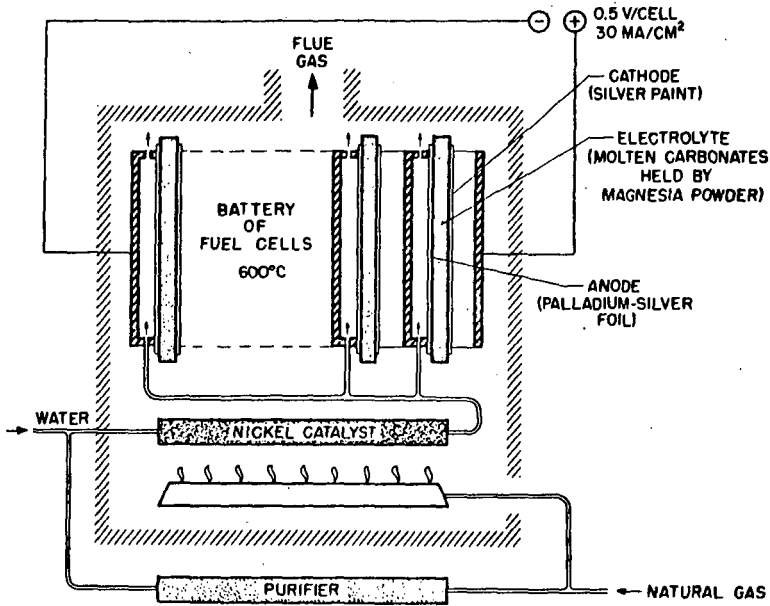 0.5 V/CELL
30 MA/CM²
FLUE
GAS
CATHODE
(SILVER PAINT)
ELECTROLYTE
(MOLTEN CARBONATES
HELD BY
MAGNESIA POWDER)
BATTERY
OF
FUEL CELLS
600°C
ANODE
(PALLADIUM-SILVER
FOIL)
WATER
NICKEL CATALYST
PURIFIER
NATURAL GAS